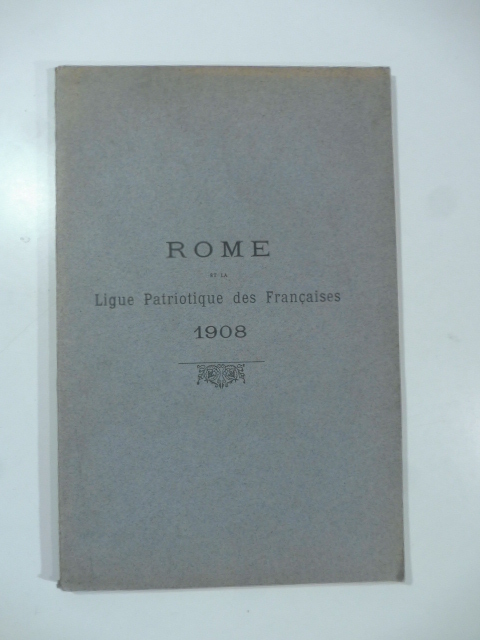 ROME
ET LA
Ligue Patriotique des Françaises
1908